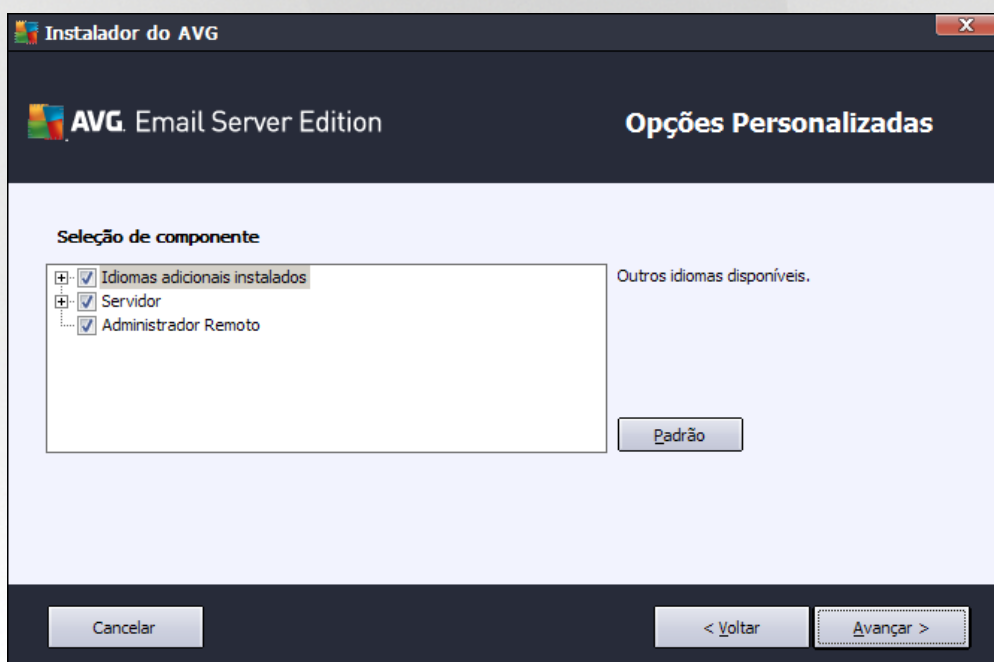 Instalador do AVG
AVG. Email Server Edition
Opções Personalizadas
Seleção de componente
Idiomas adicionais instalados
Servidor
Administrador Remoto
Outros idiomas disponíveis.
Padrão
Cancelar
< Voltar
Avançar >